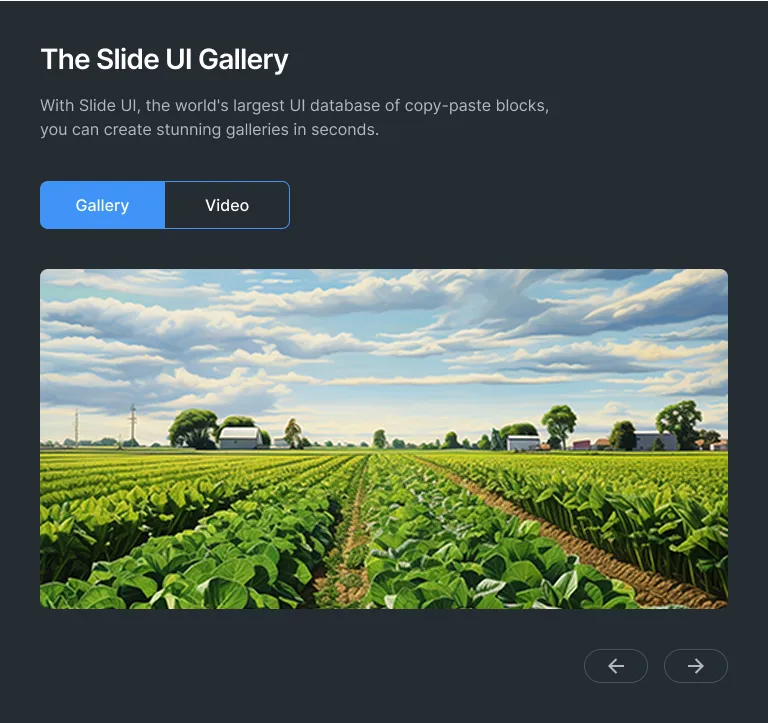 The Slide UI Gallery
With Slide UI, the world's largest UI database of copy-paste blocks,
you can create stunning galleries in seconds.
Gallery
Video